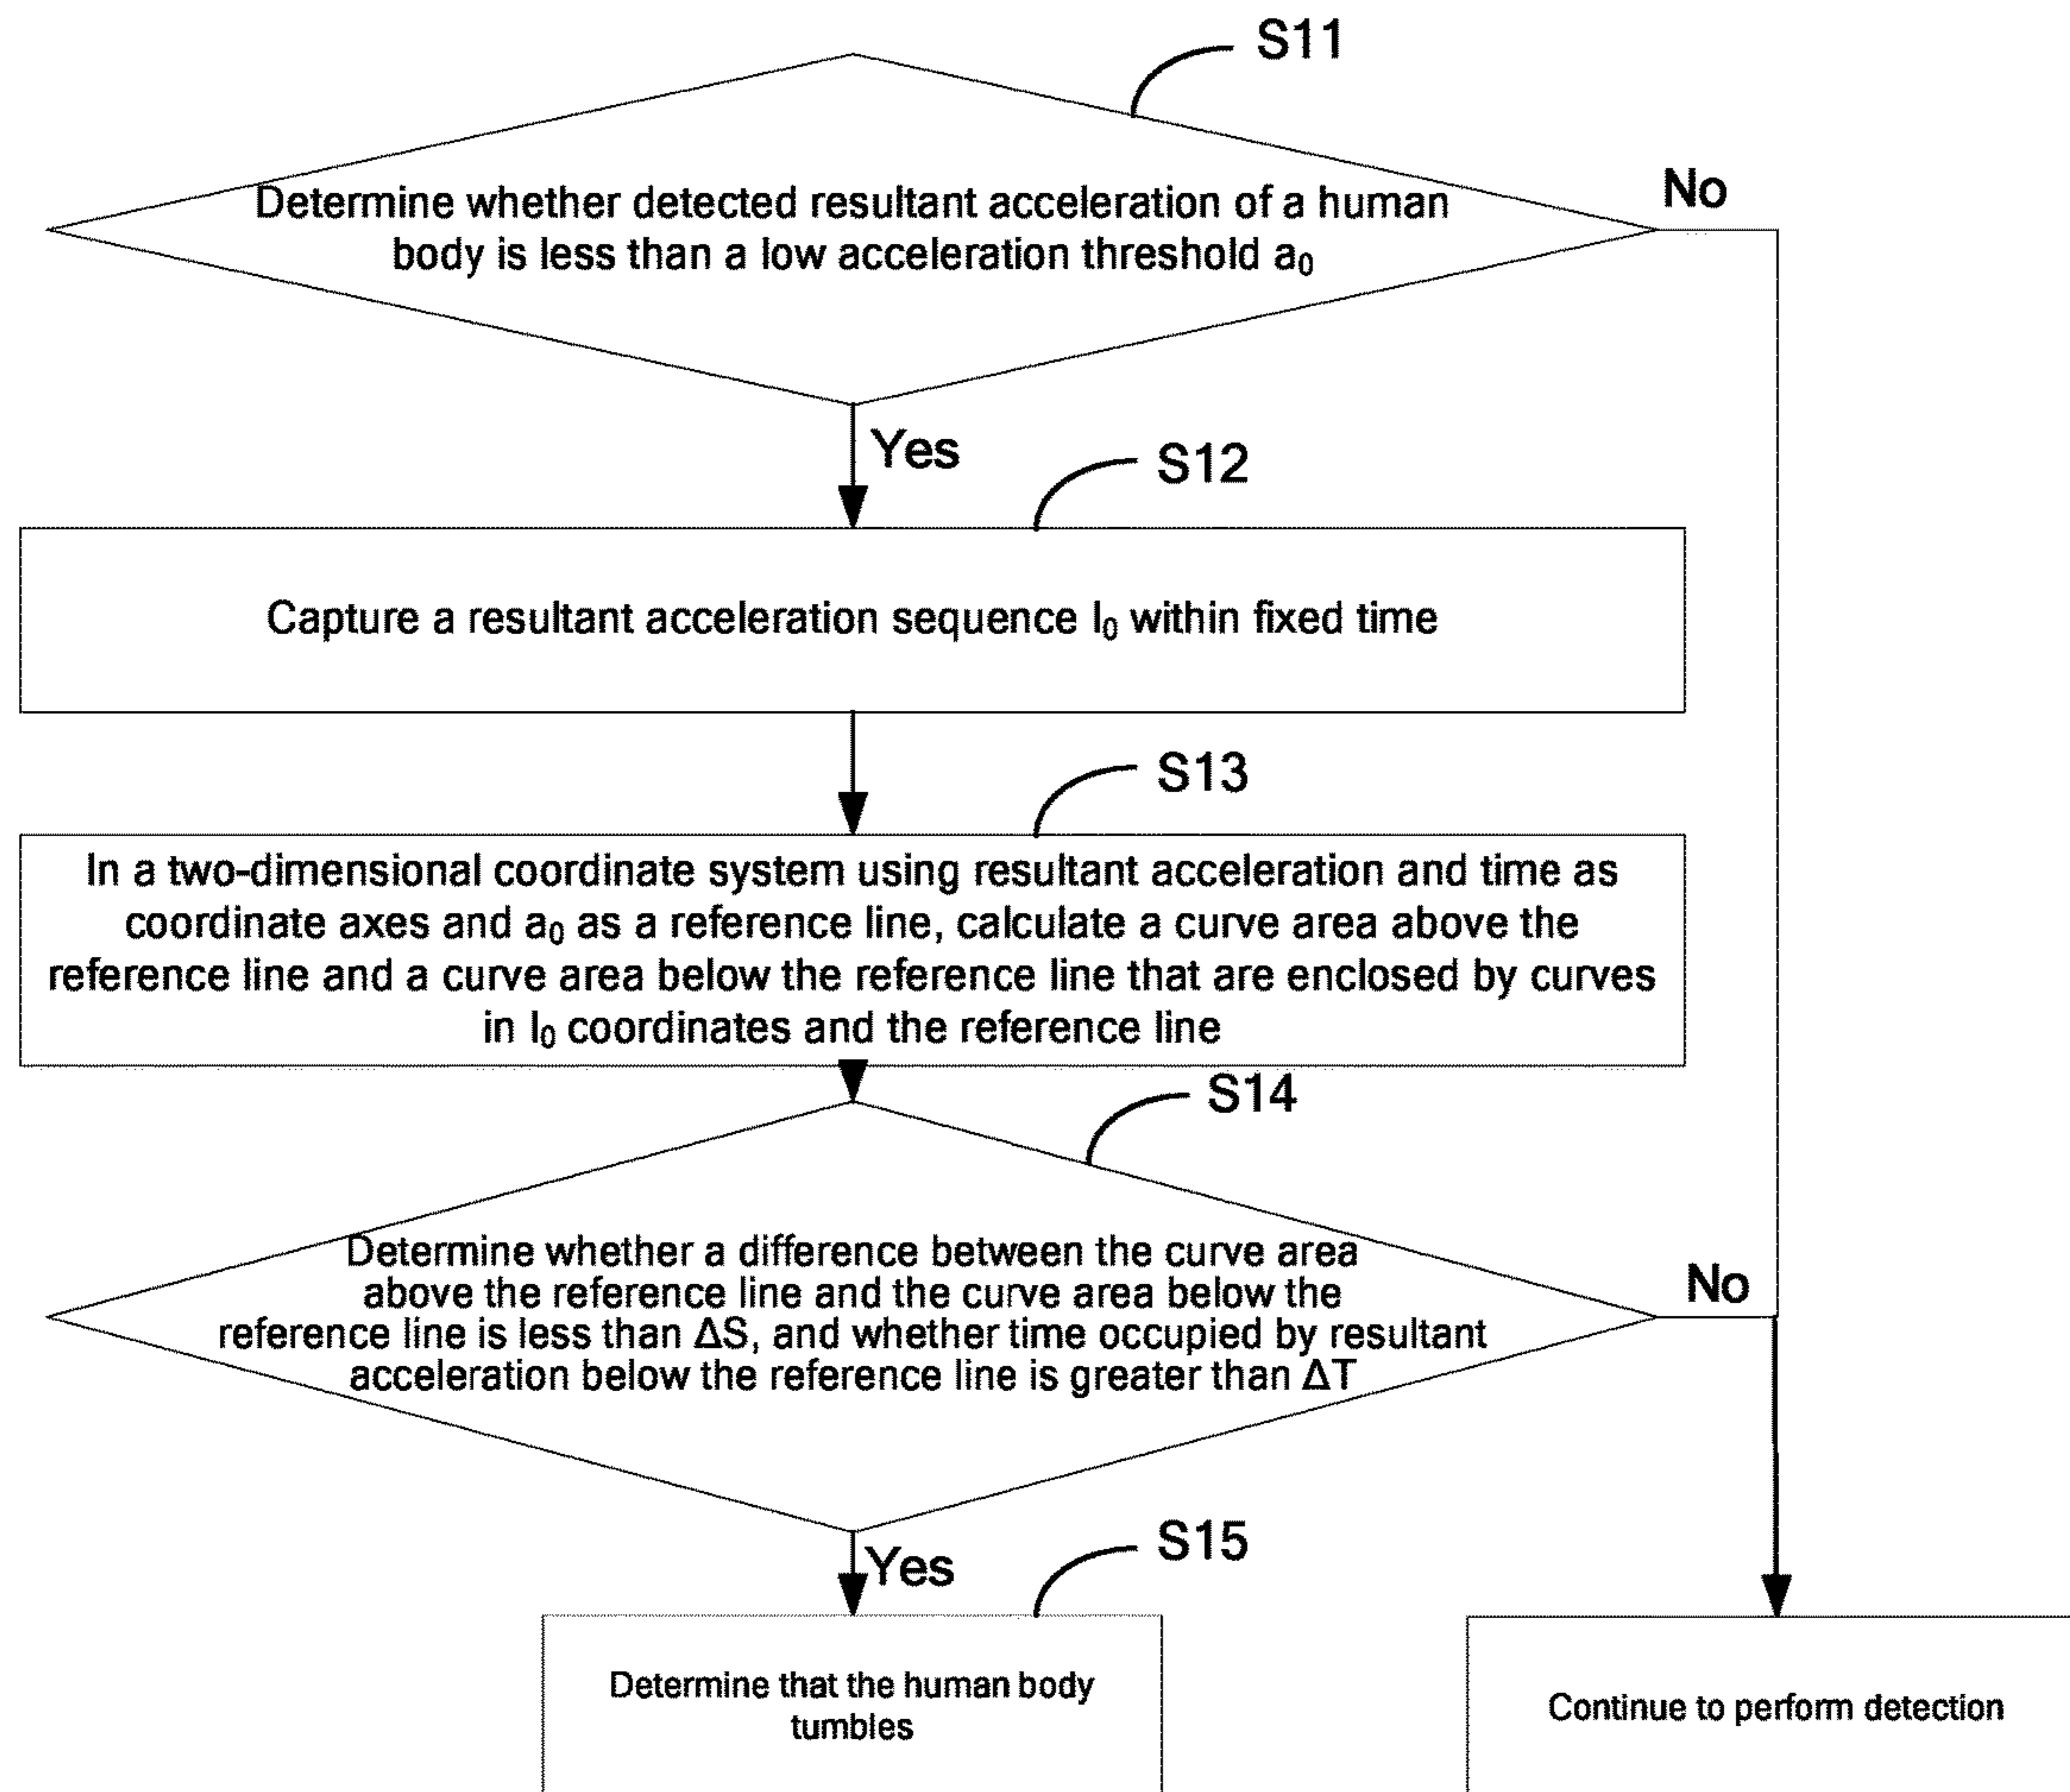 S11
Determine whether detected resultant acceleration of a human
body is less than a low acceleration threshold a₀
No
Yes
S12
Capture a resultant acceleration sequence I₀ within fixed time
S13
In a two-dimensional coordinate system using resultant acceleration and time as
coordinate axes and a₀ as a reference line, calculate a curve area above the
reference line and a curve area below the reference line that are enclosed by curves
in I₀ coordinates and the reference line
S14
Determine whether a difference between the curve area
above the reference line and the curve area below the
reference line is less than ΔS, and whether time occupied by resultant
acceleration below the reference line is greater than ΔT
No
Yes
S15
Determine that the human body
tumbles
Continue to perform detection